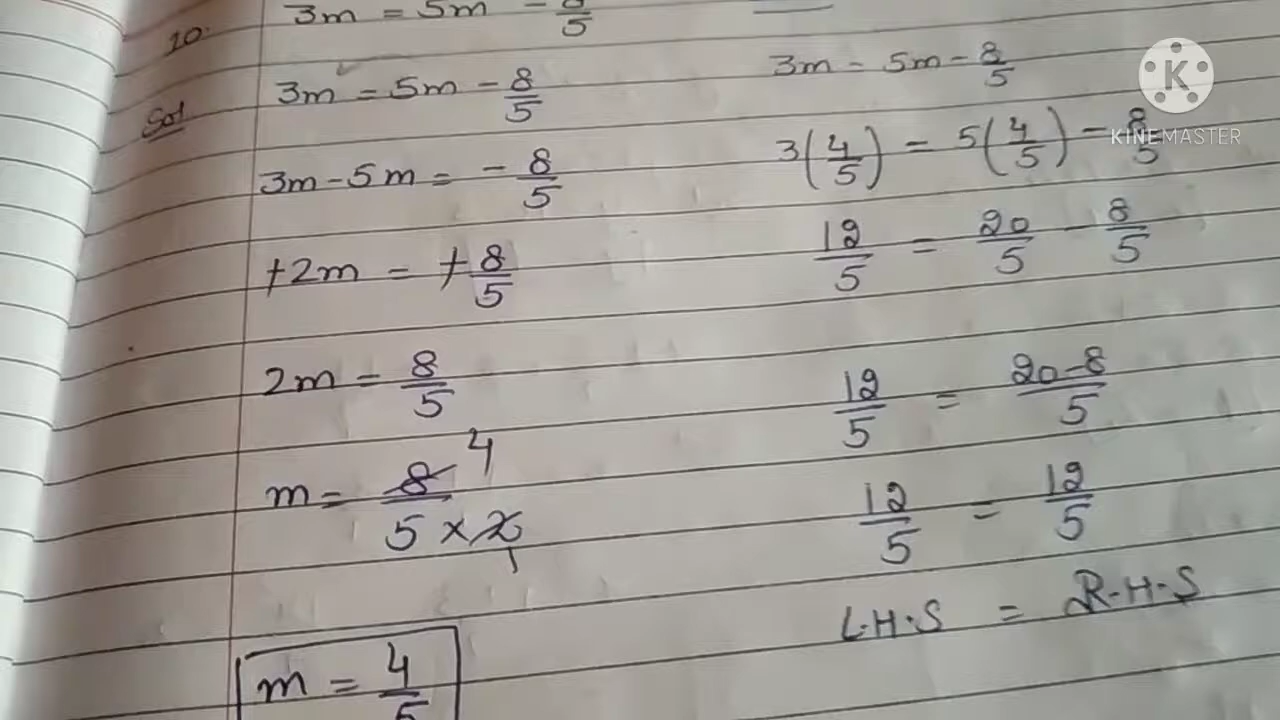 10. 3m = 5m - 8/5
Sol 3m = 5m - 8/5
3m - 5m = - 8/5
+2m = + 8/5
2m = 8/5
m = 8 4 / 5 × 2 1
m = 4/5
3m = 5m - 8/5
3(4/5) = 5(4/5) - 8/5
12/5 = 20/5 - 8/5
12/5 = 20-8/5
12/5 = 12/5
L.H.S = R.H.S
K
KINEMASTER